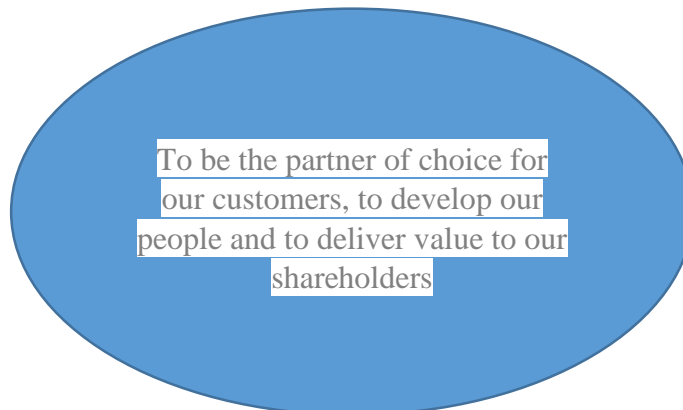 To be the partner of choice for
our customers, to develop our
people and to deliver value to our
shareholders